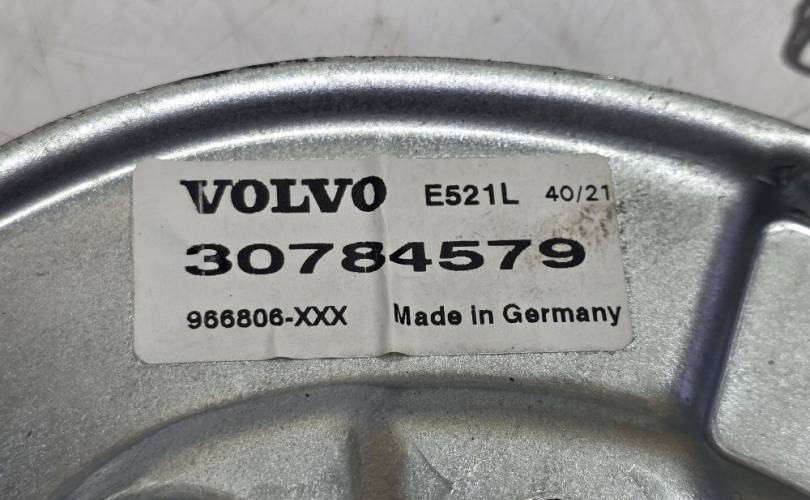 VOLVO E521L 40/21
30784579
966806-XXX Made in Germany